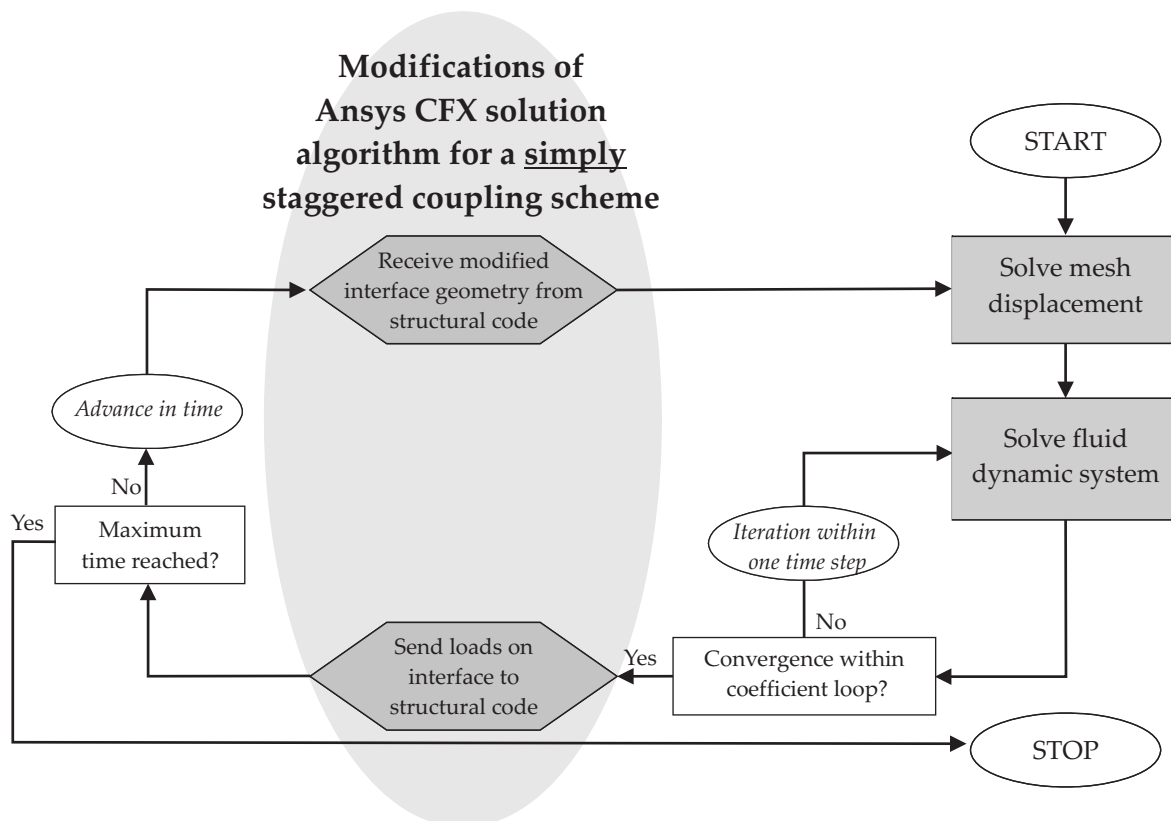 Modifications of
Ansys CFX solution
algorithm for a simply
staggered coupling scheme
START
Receive modified
interface geometry from
structural code
Solve mesh
displacement
Advance in time
Solve fluid
dynamic system
No
Yes
Maximum
time reached?
Iteration within
one time step
No
Send loads on
interface to
structural code
Yes
Convergence within
coefficient loop?
STOP